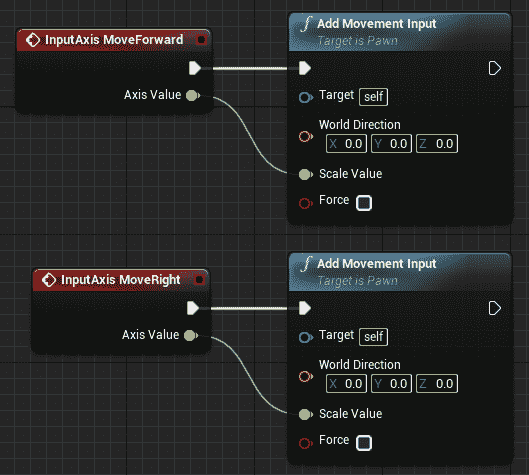 InputAxis MoveForward
Axis Value
f Add Movement Input
Target is Pawn
Target self
World Direction
X 0.0 Y 0.0 Z 0.0
Scale Value
Force
InputAxis MoveRight
Axis Value
f Add Movement Input
Target is Pawn
Target self
World Direction
X 0.0 Y 0.0 Z 0.0
Scale Value
Force